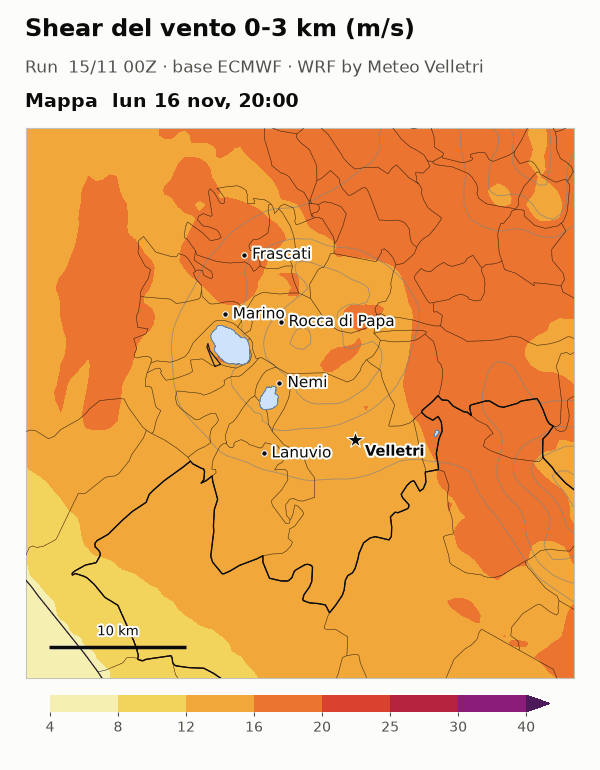 Shear del vento 0-3 km (m/s)
Run  15/11 00Z · base ECMWF · WRF by Meteo Velletri
Mappa  lun 16 nov, 20:00
Frascati
Marino
Rocca di Papa
Nemi
Velletri
Lanuvio
10 km
4 8 12 16 20 25 30 40